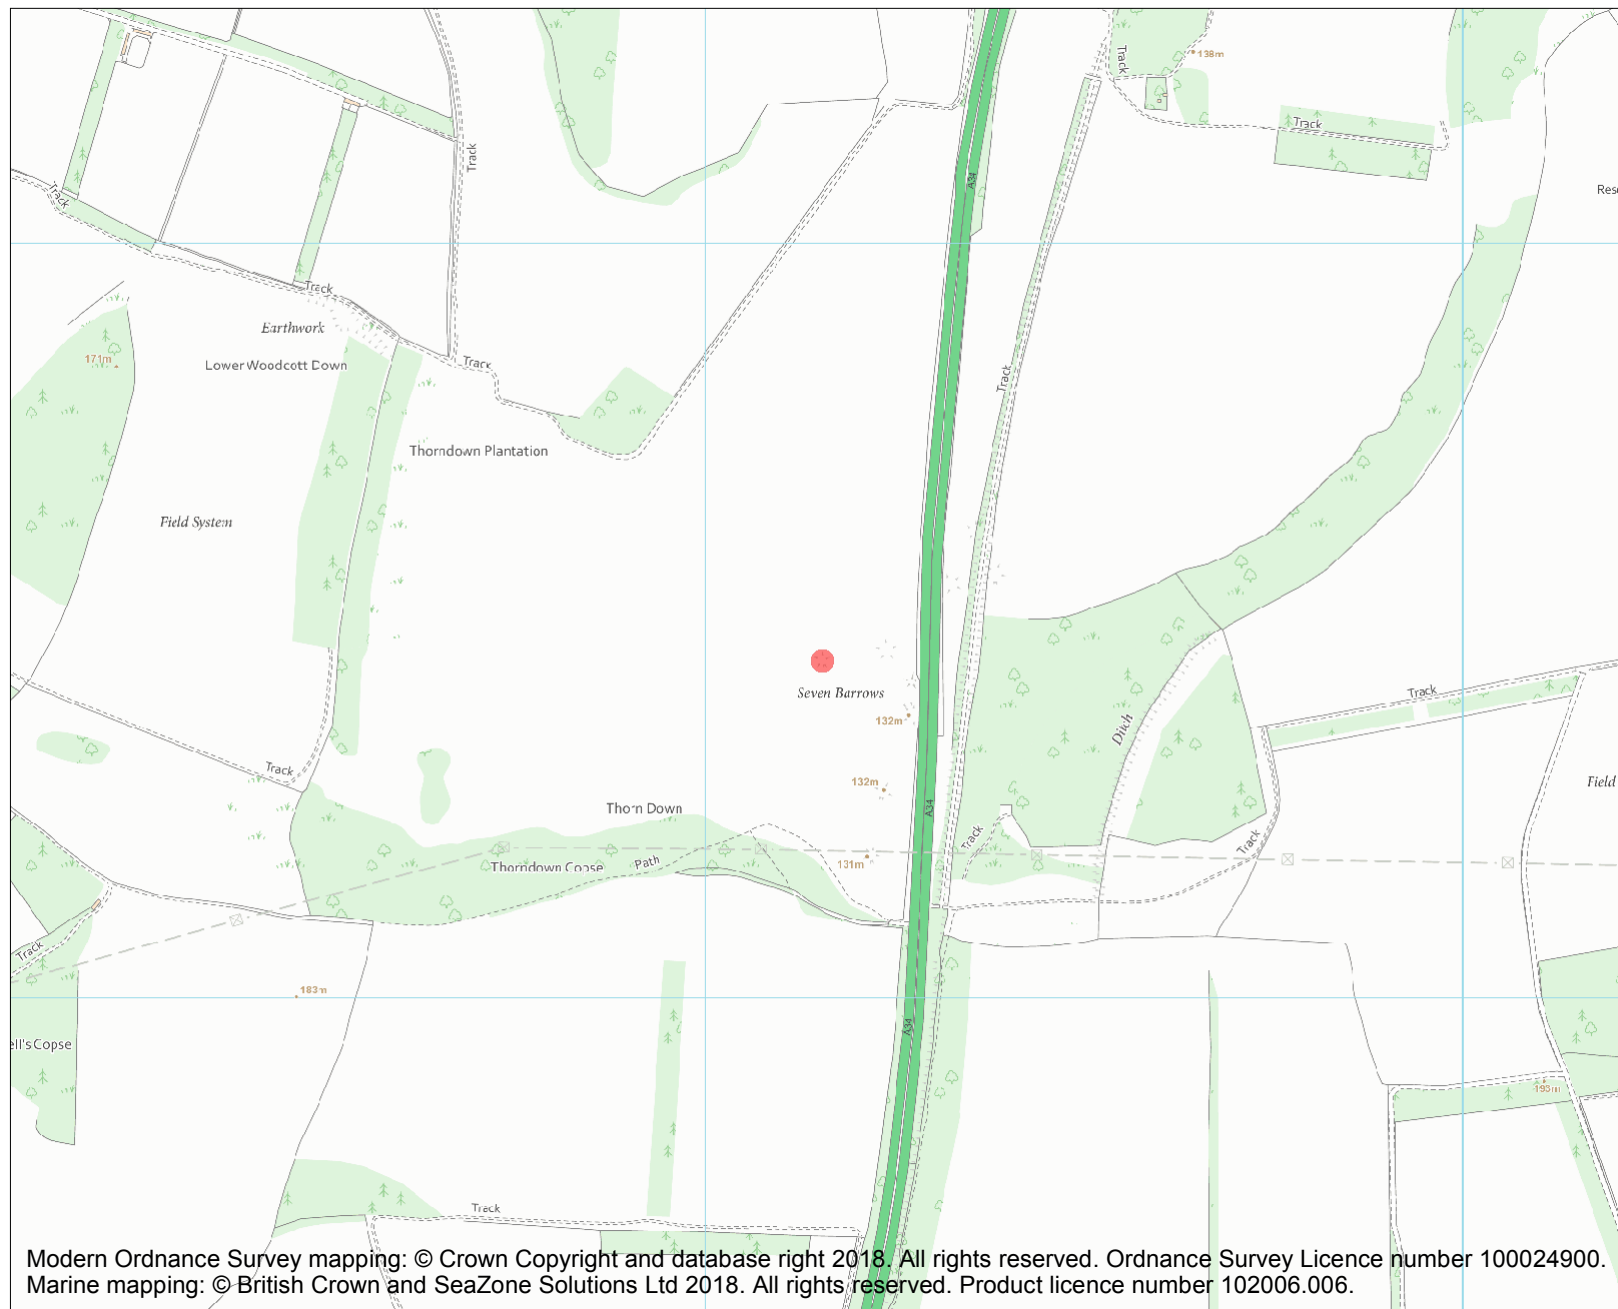 138m
Track
Track
A34
Track
Track
Track
Track
Earthwork
Lower Woodcott Down
171m
Track
Track
Thorndown Plantation
Field System
Seven Barrows
132m
Track
Ditch
Track
132m
Field
Thorn Down
A34
Track
Track
Thorndown Copse
Path
131m
Track
183m
A34
ell's Copse
Track
Modern Ordnance Survey mapping: © Crown Copyright and database right 2018. All rights reserved. Ordnance Survey Licence number 100024900.
Marine mapping: © British Crown and SeaZone Solutions Ltd 2018. All rights reserved. Product licence number 102006.006.